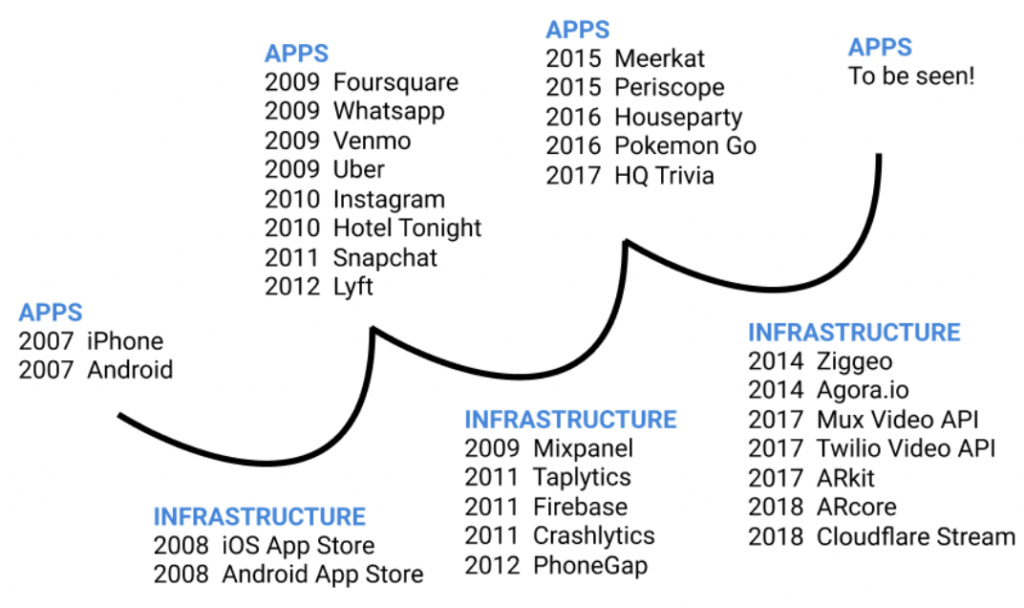 APPS
2007 iPhone
2007 Android
INFRASTRUCTURE
2008 iOS App Store
2008 Android App Store
APPS
2009 Foursquare
2009 Whatsapp
2009 Venmo
2009 Uber
2010 Instagram
2010 Hotel Tonight
2011 Snapchat
2012 Lyft
INFRASTRUCTURE
2009 Mixpanel
2011 Taplytics
2011 Firebase
2011 Crashlytics
2012 PhoneGap
APPS
2015 Meerkat
2015 Periscope
2016 Houseparty
2016 Pokemon Go
2017 HQ Trivia
INFRASTRUCTURE
2014 Ziggeo
2014 Agora.io
2017 Mux Video API
2017 Twilio Video API
2017 ARkit
2018 ARcore
2018 Cloudflare Stream
APPS
To be seen!